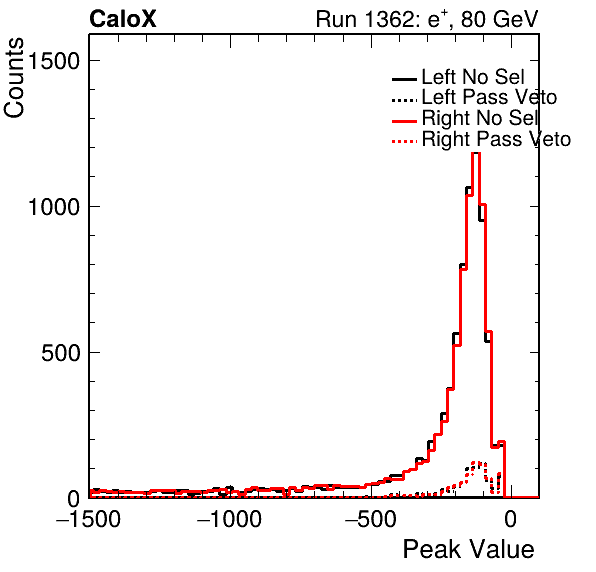 CaloX Run 1362: e⁺, 80 GeV
Counts
1500
1000
500
0
Left No Sel
Left Pass Veto
Right No Sel
Right Pass Veto
−1500 −1000 −500 0
Peak Value